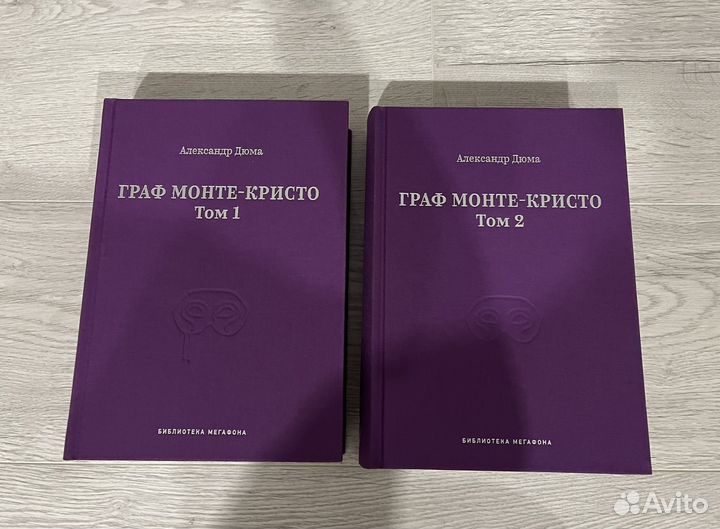 Александр Дюма
ГРАФ МОНТЕ-КРИСТО
Том 1
БИБЛИОТЕКА МЕГАФОНА
Александр Дюма
ГРАФ МОНТЕ-КРИСТО
Том 2
БИБЛИОТЕКА МЕГАФОНА
Avito